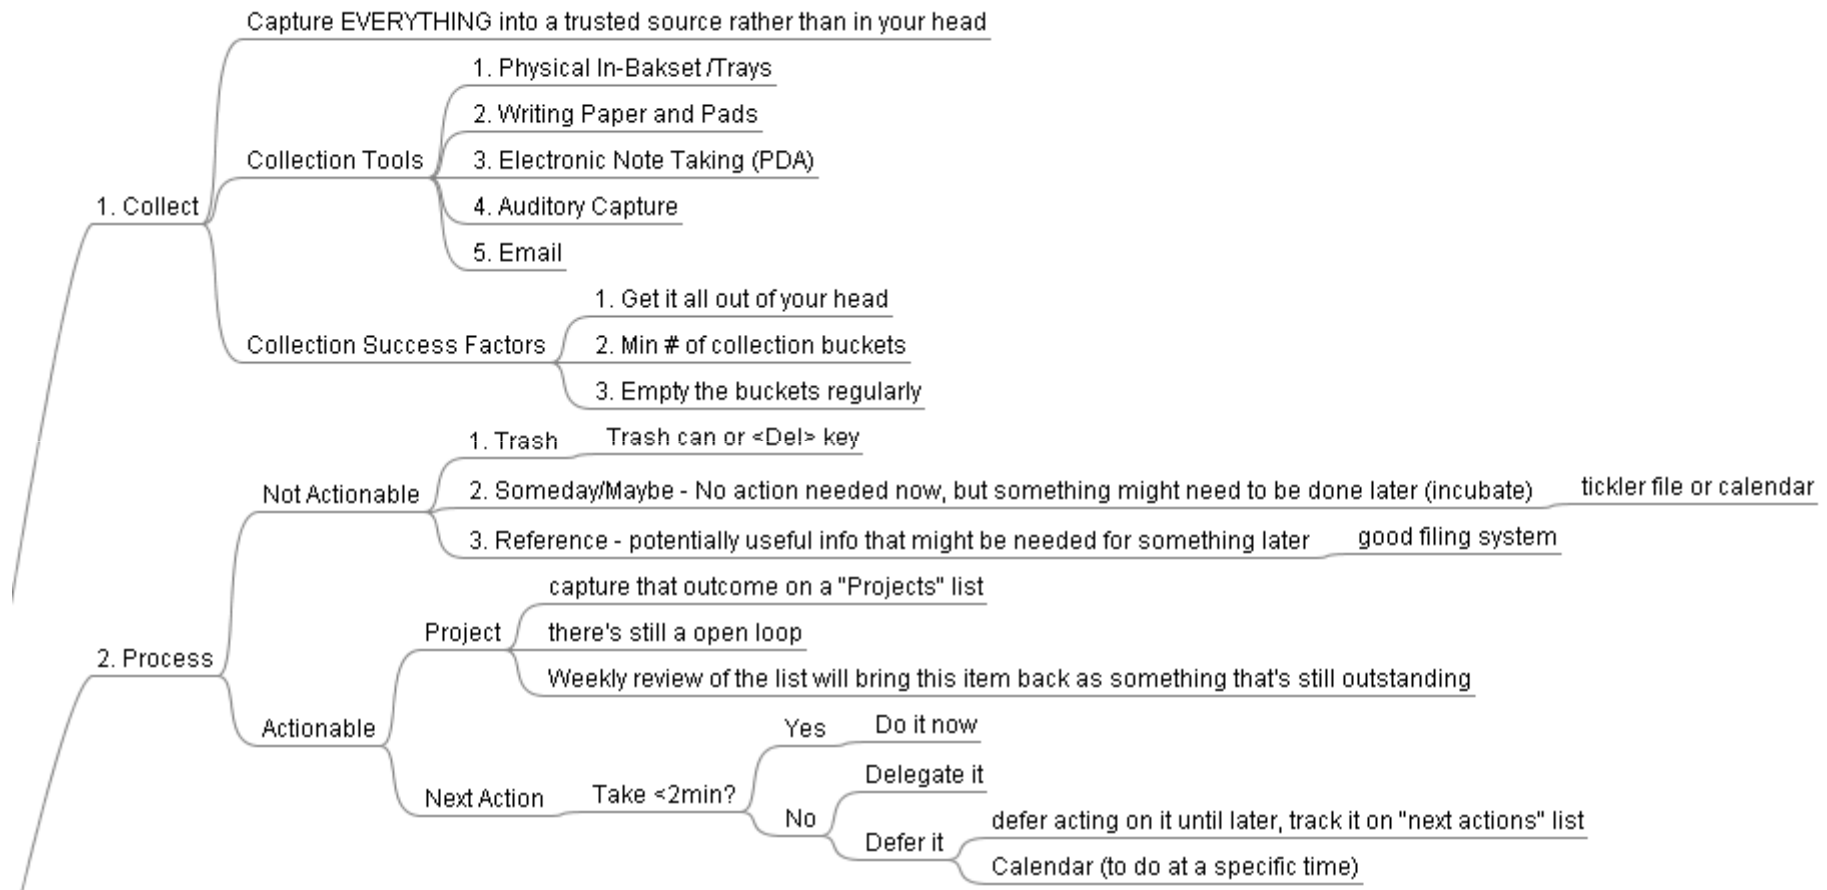 Capture EVERYTHING into a trusted source rather than in your head
1. Physical In-Bakset /Trays
2. Writing Paper and Pads
Collection Tools
3. Electronic Note Taking (PDA)
1. Collect
4. Auditory Capture
5. Email
1. Get it all out of your head
Collection Success Factors
2. Min # of collection buckets
3. Empty the buckets regularly
1. Trash
Trash can or <Del> key
Not Actionable
2. Someday/Maybe - No action needed now, but something might need to be done later (incubate)
tickler file or calendar
3. Reference - potentially useful info that might be needed for something later
good filing system
capture that outcome on a "Projects" list
Project
there's still a open loop
2. Process
Weekly review of the list will bring this item back as something that's still outstanding
Actionable
Yes
Do it now
Next Action
Take <2min?
Delegate it
No
defer acting on it until later, track it on "next actions" list
Defer it
Calendar (to do at a specific time)